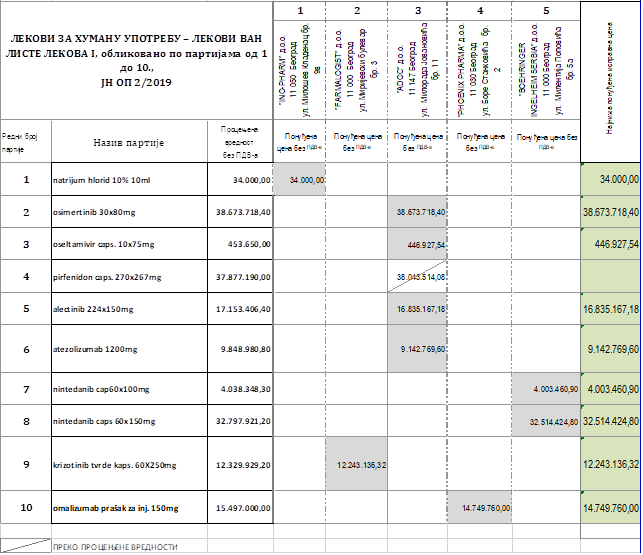 ЛЕКОВИ ЗА ХУМАНУ УПОТРЕБУ – ЛЕКОВИ ВАН
ЛИСТЕ ЛЕКОВА I, обликовано по партијама од 1
до 10.,
ЈН ОП 2/2019
1 2 3 4 5
"INO-PHARM" д.о.о.
11 060 Београд
ул. Милошев Кладенац бр.
9в
"FARMALOGIST" д.о.о.
11 000 Београд
ул. Миријевски булевар
бр. 3
"ADOC" д.о.о.
11 147 Београд
ул. Милорада Јовановића
бр. 11
"PHOENIX PHARMA" д.о.о.
11 030 Београд
ул. Боре Станковића бр.
2
"BOEHRINGER
INGELHEIM SERBIA" д.о.о.
11 000 Београд
ул. Милентија Поповића
бр. 5а
Најнижа понуђена исправна цена
Редни број
партије
Назив партије
Процењена
вредност
без ПДВ-а
Понуђена
цена без ПДВ-а
Понуђена цена
без ПДВ-а
Понуђена цена
без ПДВ-а
Понуђена цена
без ПДВ-а
Понуђена цена без
ПДВ-а
1 natrijum hlorid 10% 10ml 34.000,00 34.000,00 34.000,00
2 osimertinib 30x80mg 38.673.718,40 38.673.718,40 38.673.718,40
3 oseltamivir caps. 10x75mg 453.650,00 446.927,54 446.927,54
4 pirfenidon caps. 270x267mg 37.877.190,00 38.043.514,08
5 alectinib 224x150mg 17.153.406,40 16.835.167,18 16.835.167,18
6 atezolizumab 1200mg 9.848.980,80 9.142.769,60 9.142.769,60
7 nintedanib cap60x100mg 4.038.348,30 4.003.460,90 4.003.460,90
8 nintedanib caps 60x150mg 32.797.921,20 32.514.424,80 32.514.424,80
9 krizotinib tvrde kaps. 60X250mg 12.329.929,20 12.243.136,32 12.243.136,32
10 omalizumab prašak za inj. 150mg 15.497.000,00 14.749.760,00 14.749.760,00
ПРЕКО ПРОЦЕЊЕНЕ ВРЕДНОСТИ